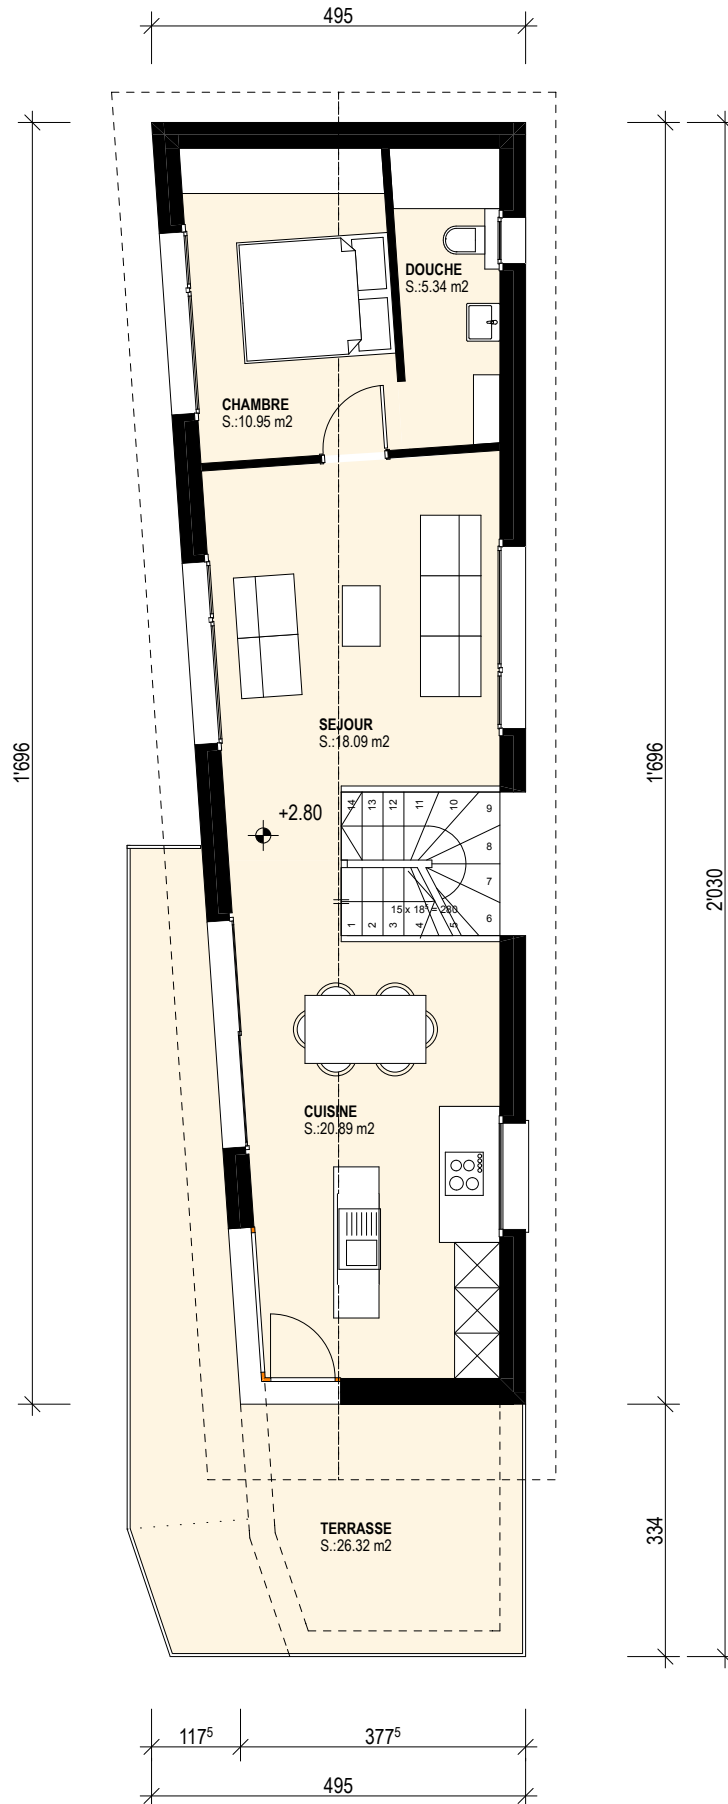 495
DOUCHE
S.:5.34 m2
CHAMBRE
S.:10.95 m2
SEJOUR
S.:18.09 m2
1'696
1'696
+2.80
14 13 12 11 10 9
8
7
2'030
15 x 18⁵ = 280
1 2 3 4 5 6
CUISINE
S.:20.89 m2
TERRASSE
S.:26.32 m2
334
117⁵
377⁵
495